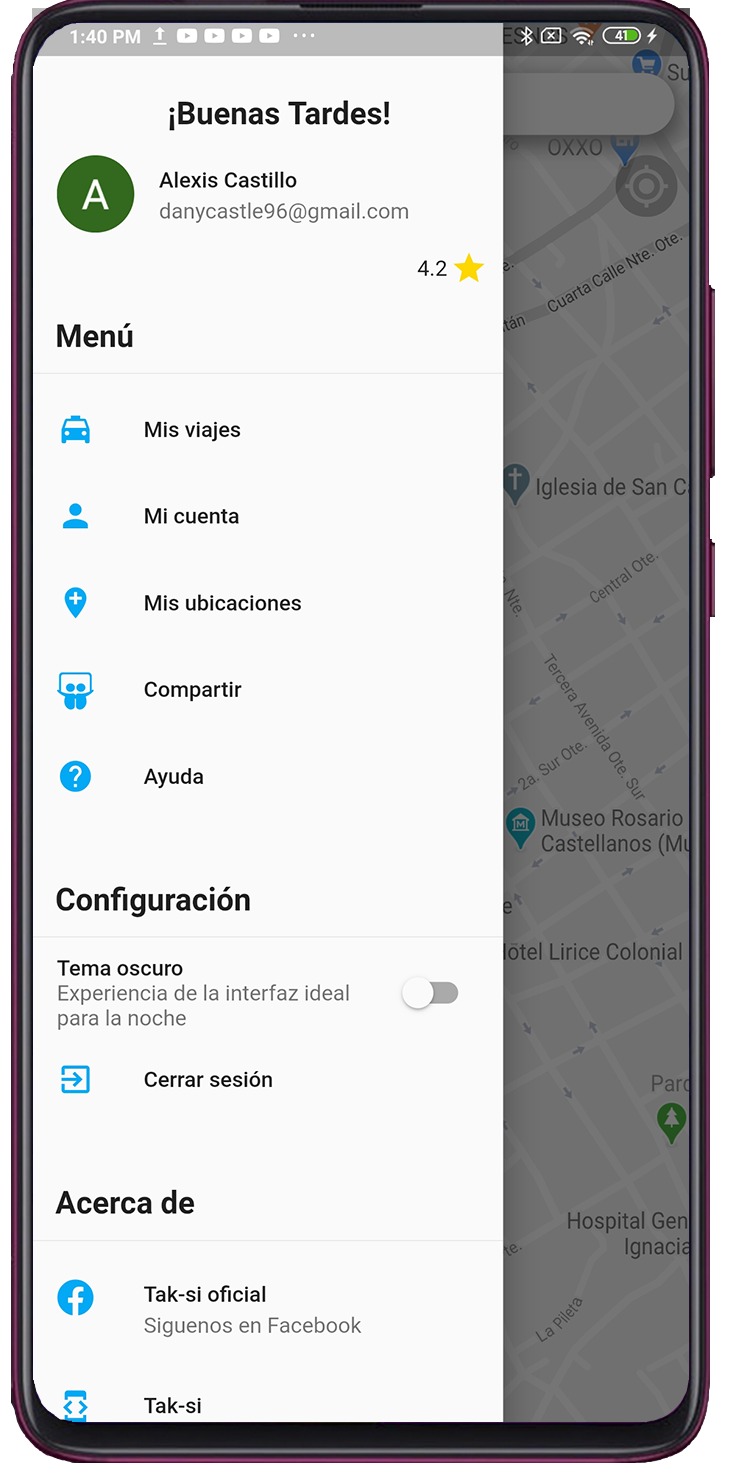 1:40 PM
41
¡Buenas Tardes!
A
Alexis Castillo
danycastle96@gmail.com
4.2
Menú
Mis viajes
Mi cuenta
Mis ubicaciones
Compartir
Ayuda
Configuración
Tema oscuro
Experiencia de la interfaz ideal
para la noche
Cerrar sesión
Acerca de
Tak-si oficial
Siguenos en Facebook
Tak-si
Su
OXXO
Cuarta Calle Nte. Ote.
Iglesia de San C
Central Ote.
Nte.
Tercera Avenida Ote. Sur
2a. Sur Ote.
Museo Rosario
Castellanos (Mu
Hotel Lirice Colonial
Parc
Hospital Gen
Ignacia
te.
La Pileta